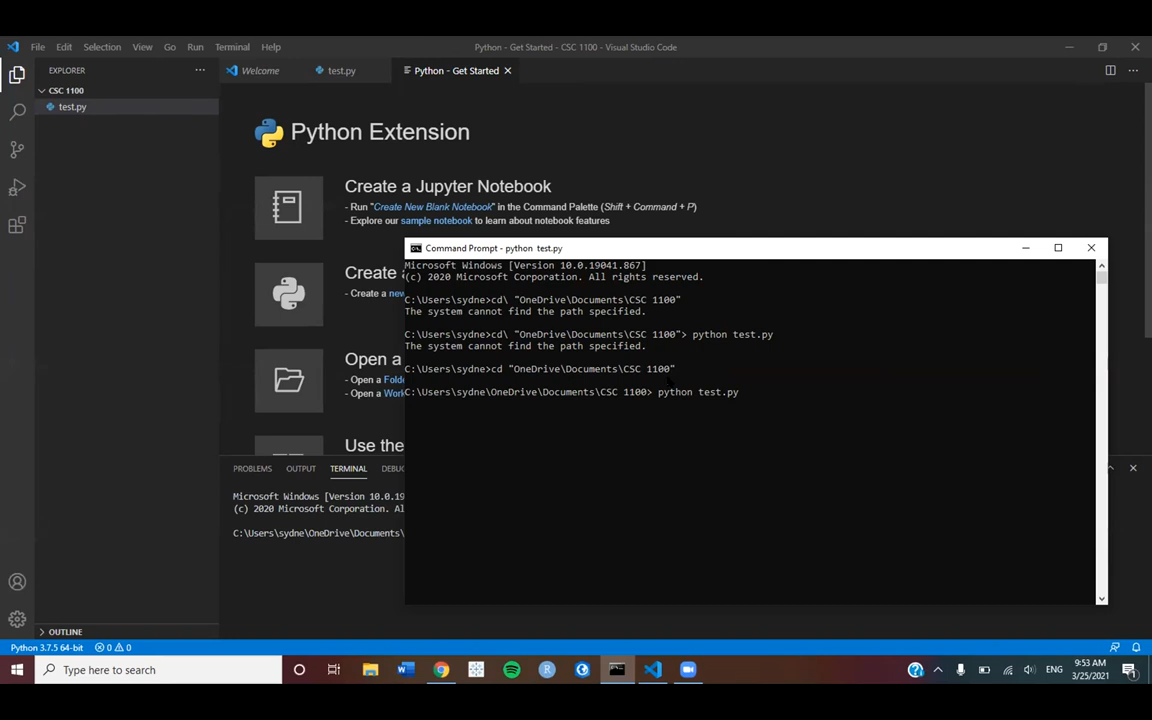 File Edit Selection View Go Run Terminal Help
Python - Get Started - CSC 1100 - Visual Studio Code
EXPLORER
Welcome
test.py
Python - Get Started
CSC 1100
test.py
Python Extension
Create a Jupyter Notebook
- Run "Create New Blank Notebook" in the Command Palette (Shift + Command + P)
- Explore our sample notebook to learn about notebook features
Create a
- Create a new
Open a
- Open a Fold
- Open a Work
Use the
Command Prompt - python  test.py
Microsoft Windows [Version 10.0.19041.867]
(c) 2020 Microsoft Corporation. All rights reserved.
C:\Users\sydne>cd\ "OneDrive\Documents\CSC 1100"
The system cannot find the path specified.
C:\Users\sydne>cd\ "OneDrive\Documents\CSC 1100"> python test.py
The system cannot find the path specified.
C:\Users\sydne>cd "OneDrive\Documents\CSC 1100"
C:\Users\sydne\OneDrive\Documents\CSC 1100> python test.py
PROBLEMS OUTPUT TERMINAL DEBUG
Microsoft Windows [Version 10.0.19
(c) 2020 Microsoft Corporation. Al
C:\Users\sydne\OneDrive\Documents\
OUTLINE
Python 3.7.5 64-bit 0 0
Type here to search
ENG
9:53 AM
3/25/2021